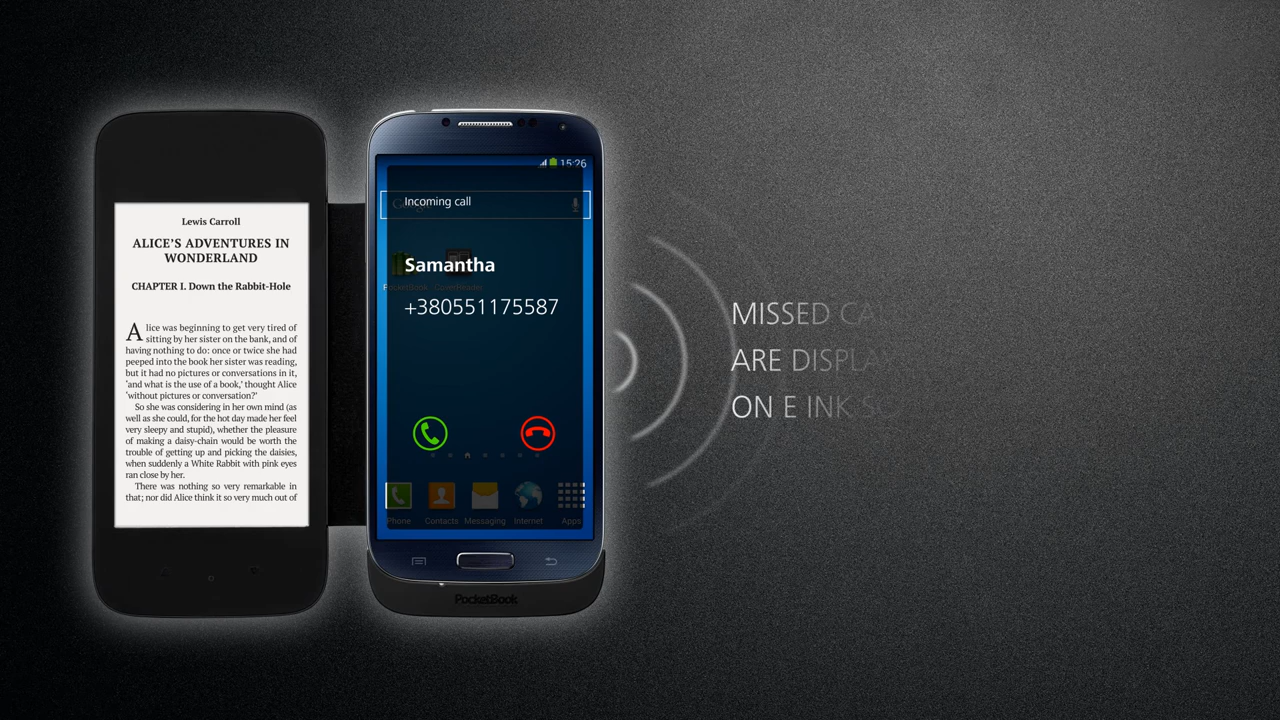 Lewis Carroll
ALICE'S ADVENTURES IN
WONDERLAND
CHAPTER I. Down the Rabbit-Hole
Alice was beginning to get very tired of
sitting by her sister on the bank, and of
having nothing to do: once or twice she had
peeped into the book her sister was reading,
but it had no pictures or conversations in it,
'and what is the use of a book,' thought Alice
'without pictures or conversation?'
So she was considering in her own mind (as
well as she could, for the hot day made her feel
very sleepy and stupid), whether the pleasure
of making a daisy-chain would be worth the
trouble of getting up and picking the daisies,
when suddenly a White Rabbit with pink eyes
ran close by her.
There was nothing so very remarkable in
that; nor did Alice think it so very much out of
15:26
Incoming call
Samantha
PocketBook CoverReader
+380551175587
Phone Contacts Messaging Internet Apps
PocketBook
MISSED CA
ARE DISPL
ON E INK S